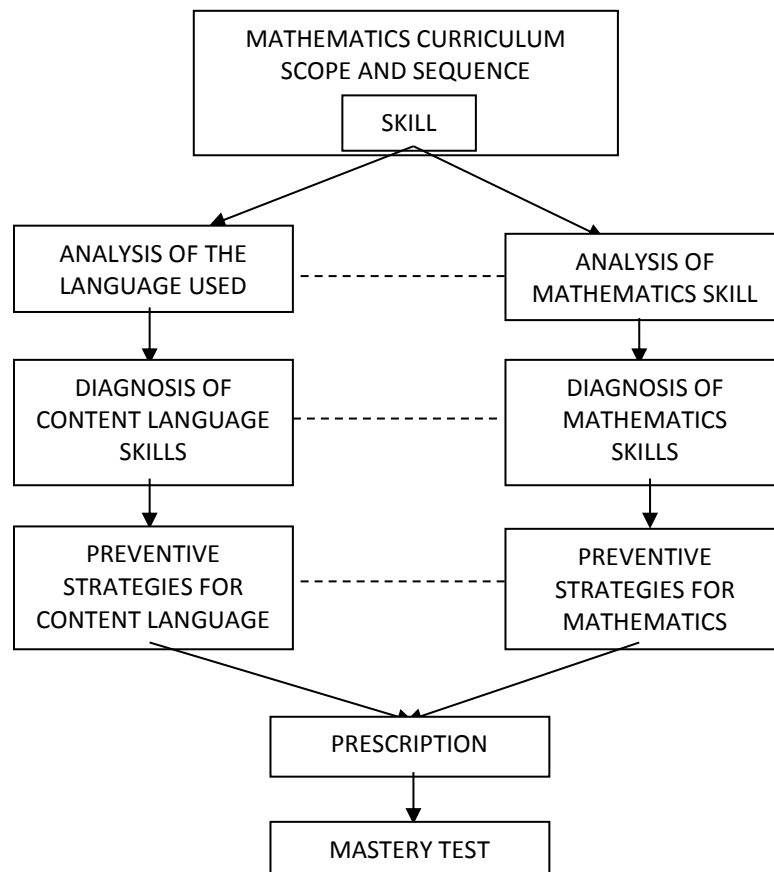 MATHEMATICS CURRICULUM
SCOPE AND SEQUENCE
SKILL
ANALYSIS OF THE
LANGUAGE USED
ANALYSIS OF
MATHEMATICS SKILL
DIAGNOSIS OF
CONTENT LANGUAGE
SKILLS
DIAGNOSIS OF
MATHEMATICS
SKILLS
PREVENTIVE
STRATEGIES FOR
CONTENT LANGUAGE
PREVENTIVE
STRATEGIES FOR
MATHEMATICS
PRESCRIPTION
MASTERY TEST